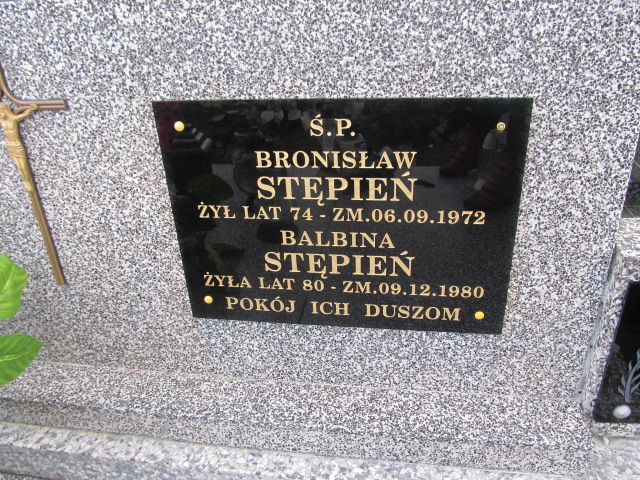 Ś.P.
BRONISŁAW
STĘPIEŃ
ŻYŁ LAT 74 - ZM.06.09.1972
BALBINA
STĘPIEŃ
ŻYŁA LAT 80 - ZM.09.12.1980
POKÓJ ICH DUSZOM